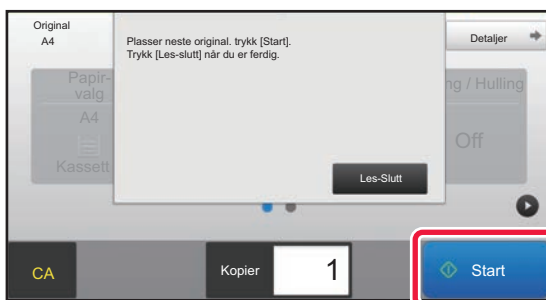 Original
A4
Plasser neste original. trykk [Start].
Trykk [Les-slutt] når du er ferdig.
Detaljer
Papir-
valg
A4
Kassett
ng / Hulling
Off
Les-Slutt
CA
Kopier
1
Start